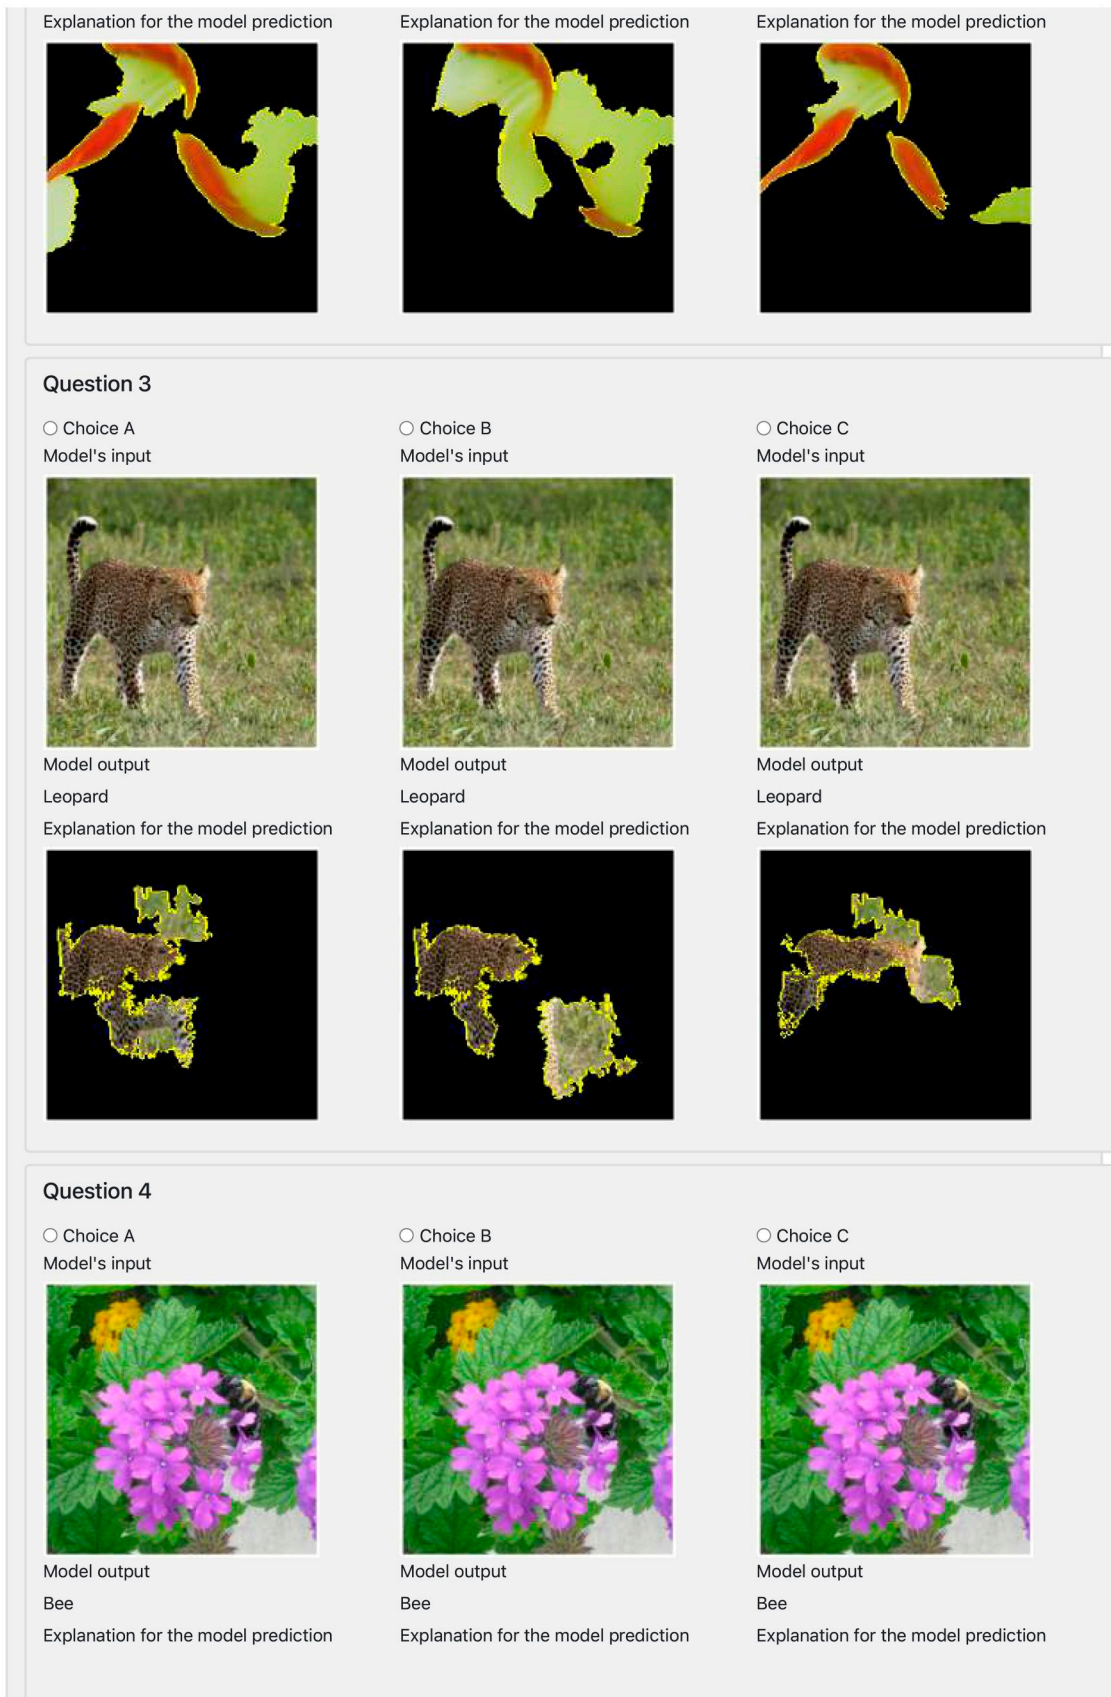 Explanation for the model prediction Explanation for the model prediction Explanation for the model prediction
Question 3
Choice A Choice B Choice C
Model's input Model's input Model's input
Model output Model output Model output
Leopard Leopard Leopard
Explanation for the model prediction Explanation for the model prediction Explanation for the model prediction
Question 4
Choice A Choice B Choice C
Model's input Model's input Model's input
Model output Model output Model output
Bee Bee Bee
Explanation for the model prediction Explanation for the model prediction Explanation for the model prediction